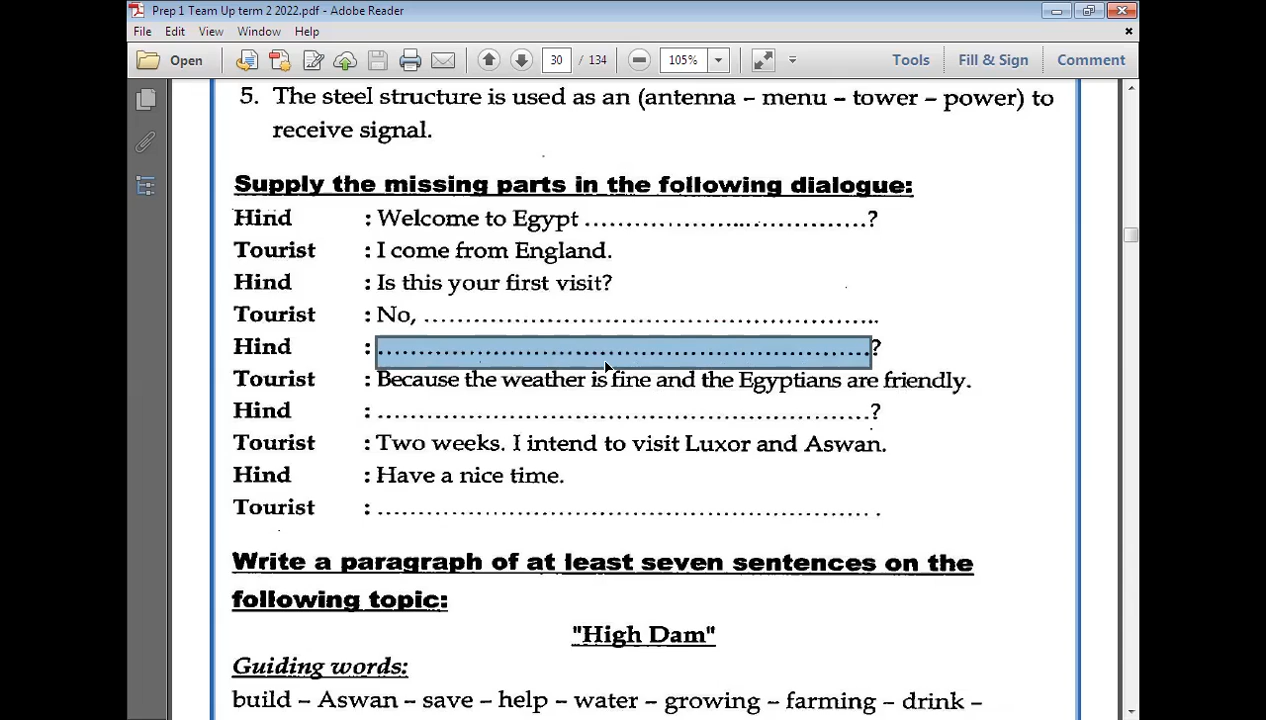 Prep 1 Team Up term 2 2022.pdf - Adobe Reader
File Edit View Window Help
Open 30 / 134 105% Tools Fill & Sign Comment
5. The steel structure is used as an (antenna – menu – tower – power) to
receive signal.
Supply the missing parts in the following dialogue:
Hind : Welcome to Egypt ..........................................?
Tourist : I come from England.
Hind : Is this your first visit?
Tourist : No, ..........................................................
Hind : ..............................................................?
Tourist : Because the weather is fine and the Egyptians are friendly.
Hind : ..............................................................?
Tourist : Two weeks. I intend to visit Luxor and Aswan.
Hind : Have a nice time.
Tourist : .............................................................. .
Write a paragraph of at least seven sentences on the
following topic:
"High Dam"
Guiding words:
build – Aswan – save – help – water – growing – farming – drink –